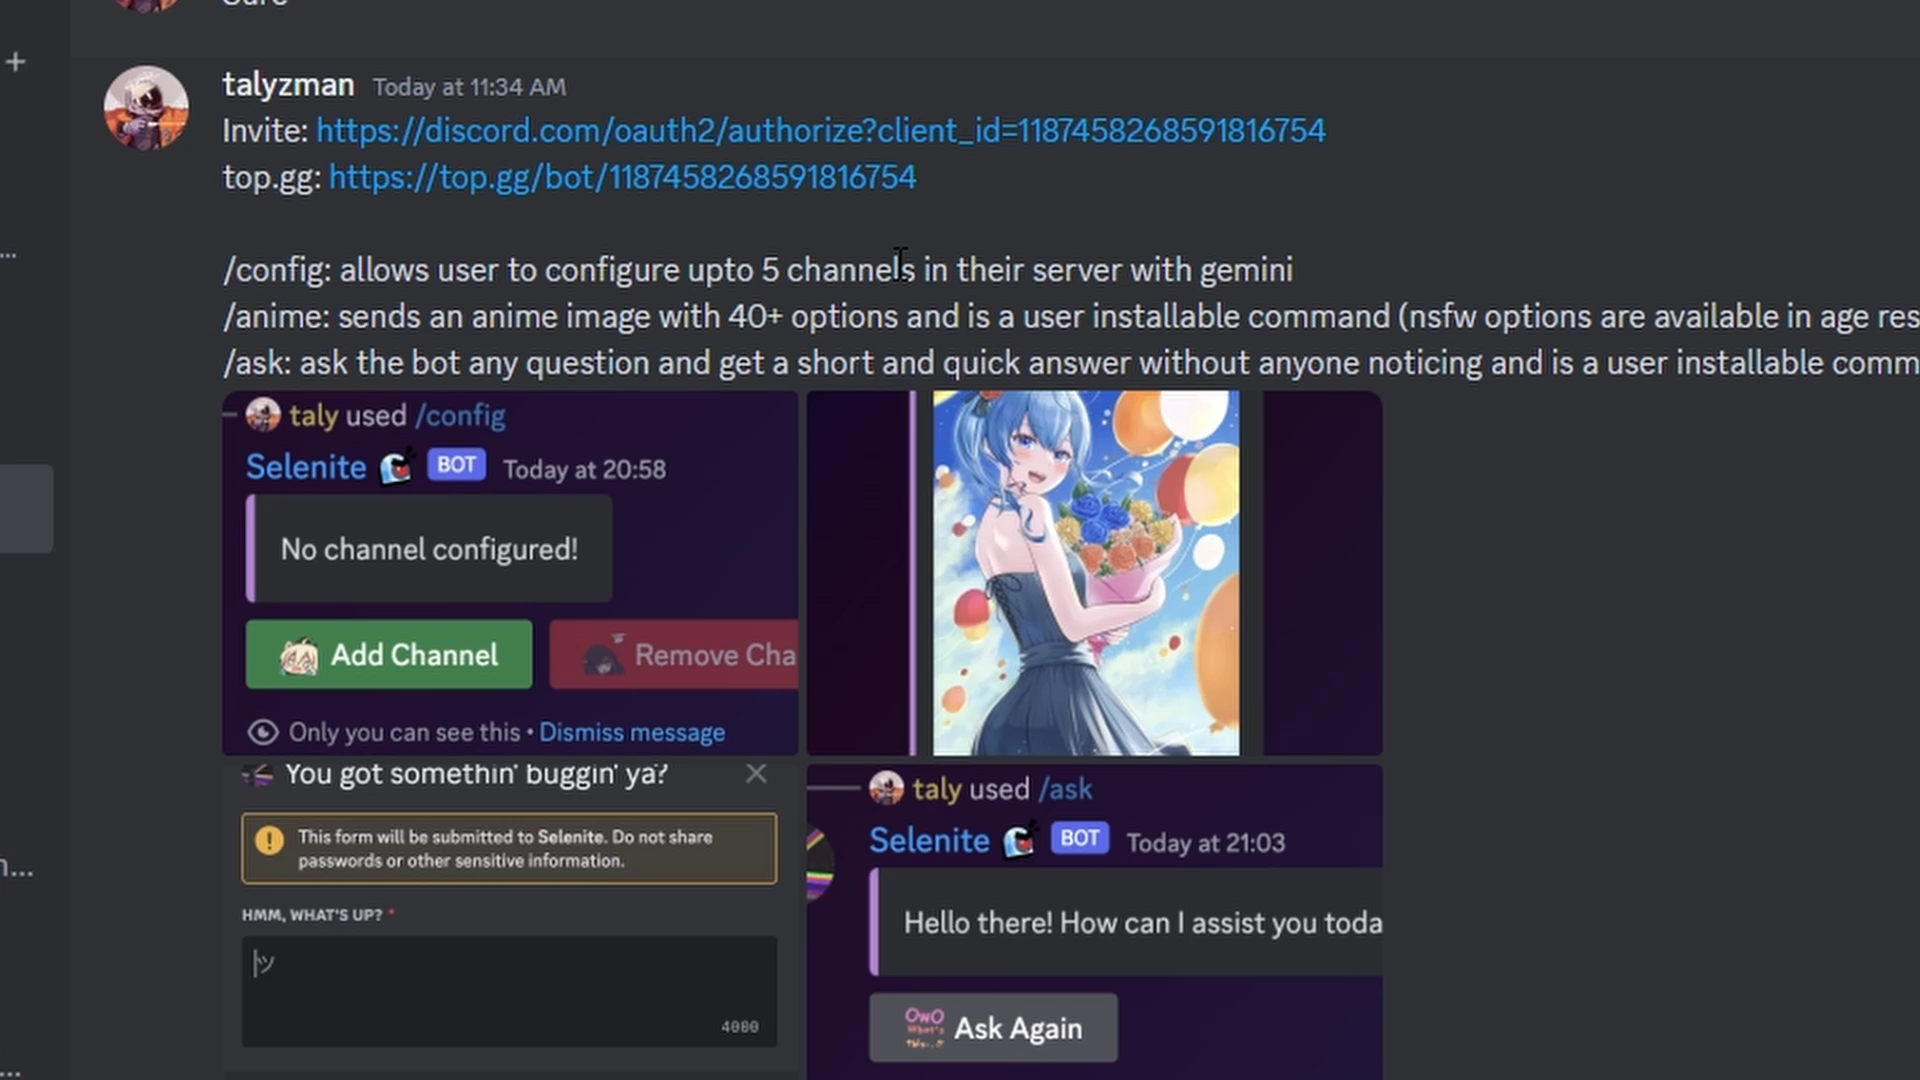 talyzman Today at 11:34 AM
Invite: https://discord.com/oauth2/authorize?client_id=1187458268591816754
top.gg: https://top.gg/bot/1187458268591816754
/config: allows user to configure upto 5 channels in their server with gemini
/anime: sends an anime image with 40+ options and is a user installable command (nsfw options are available in age res
/ask: ask the bot any question and get a short and quick answer without anyone noticing and is a user installable comm
taly used /config
Selenite BOT Today at 20:58
No channel configured!
Add Channel
Remove Cha
Only you can see this • Dismiss message
You got somethin' buggin' ya?
This form will be submitted to Selenite. Do not share
passwords or other sensitive information.
HMM, WHAT'S UP? *
ツ
4000
taly used /ask
Selenite BOT Today at 21:03
Hello there! How can I assist you toda
OwO
What's
this..?
Ask Again